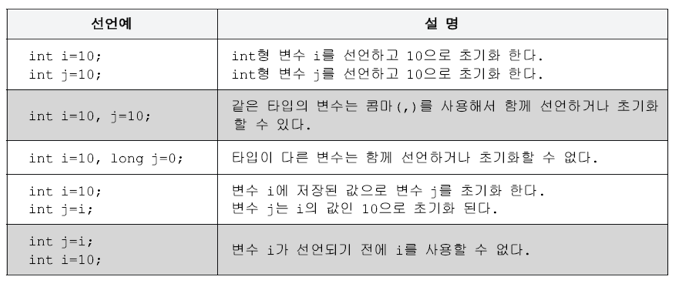 선언예 설 명
int i=10; int형 변수 i를 선언하고 10으로 초기화 한다.
int j=10; int형 변수 j를 선언하고 10으로 초기화 한다.
int i=10, j=10; 같은 타입의 변수는 콤마(,)를 사용해서 함께 선언하거나 초기화
할 수 있다.
int i=10, long j=0; 타입이 다른 변수는 함께 선언하거나 초기화할 수 없다.
int i=10; 변수 i에 저장된 값으로 변수 j를 초기화 한다.
int j=i; 변수 j는 i의 값인 10으로 초기화 된다.
int j=i;
int i=10;
변수 i가 선언되기 전에 i를 사용할 수 없다.